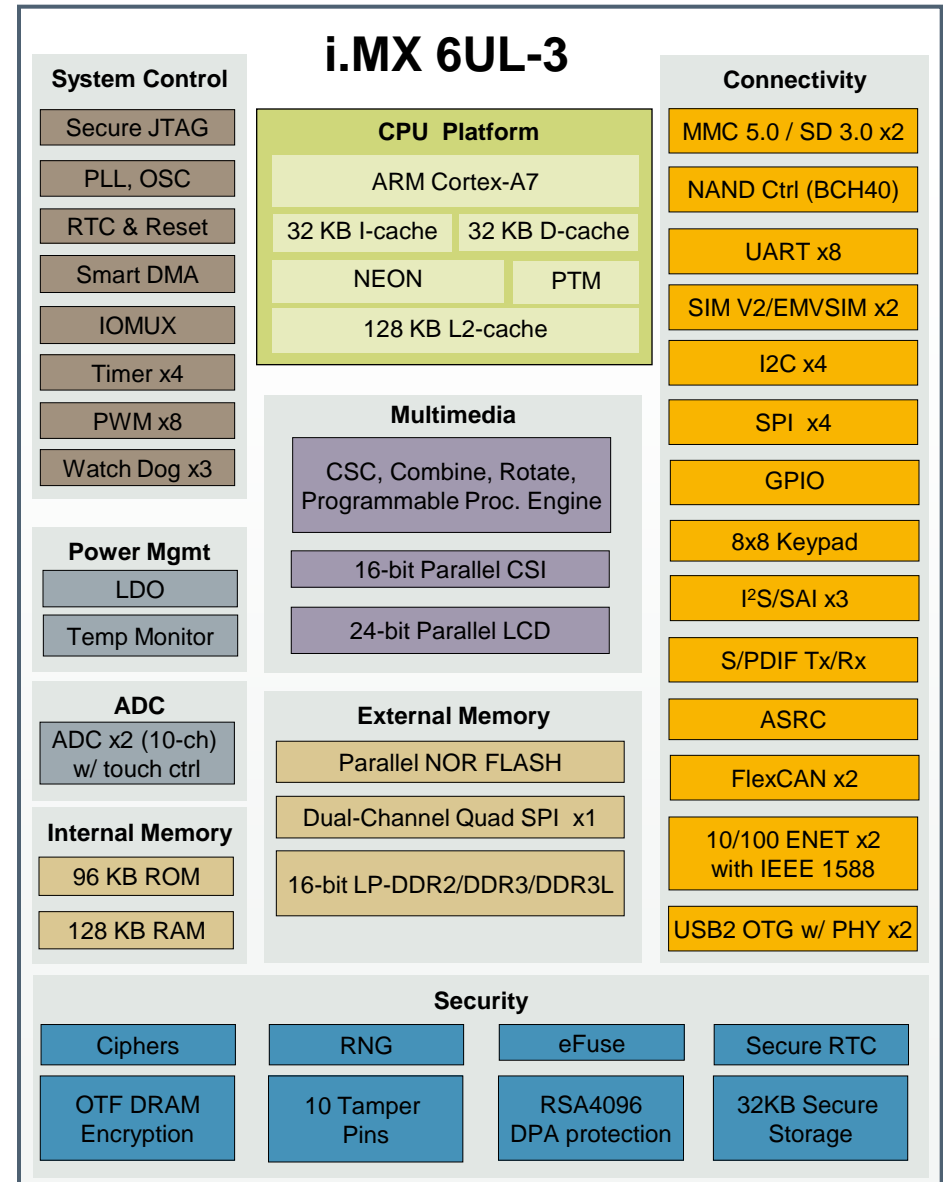 i.MX 6UL-3
System Control
Secure JTAG
PLL, OSC
RTC & Reset
Smart DMA
IOMUX
Timer x4
PWM x8
Watch Dog x3
Power Mgmt
LDO
Temp Monitor
ADC
ADC x2 (10-ch)
w/ touch ctrl
Internal Memory
96 KB ROM
128 KB RAM
CPU Platform
ARM Cortex-A7
32 KB I-cache
32 KB D-cache
NEON
PTM
128 KB L2-cache
Multimedia
CSC, Combine, Rotate,
Programmable Proc. Engine
16-bit Parallel CSI
24-bit Parallel LCD
External Memory
Parallel NOR FLASH
Dual-Channel Quad SPI x1
16-bit LP-DDR2/DDR3/DDR3L
Connectivity
MMC 5.0 / SD 3.0 x2
NAND Ctrl (BCH40)
UART x8
SIM V2/EMVSIM x2
I2C x4
SPI x4
GPIO
8x8 Keypad
I²S/SAI x3
S/PDIF Tx/Rx
ASRC
FlexCAN x2
10/100 ENET x2
with IEEE 1588
USB2 OTG w/ PHY x2
Security
Ciphers
RNG
eFuse
Secure RTC
OTF DRAM
Encryption
10 Tamper
Pins
RSA4096
DPA protection
32KB Secure
Storage